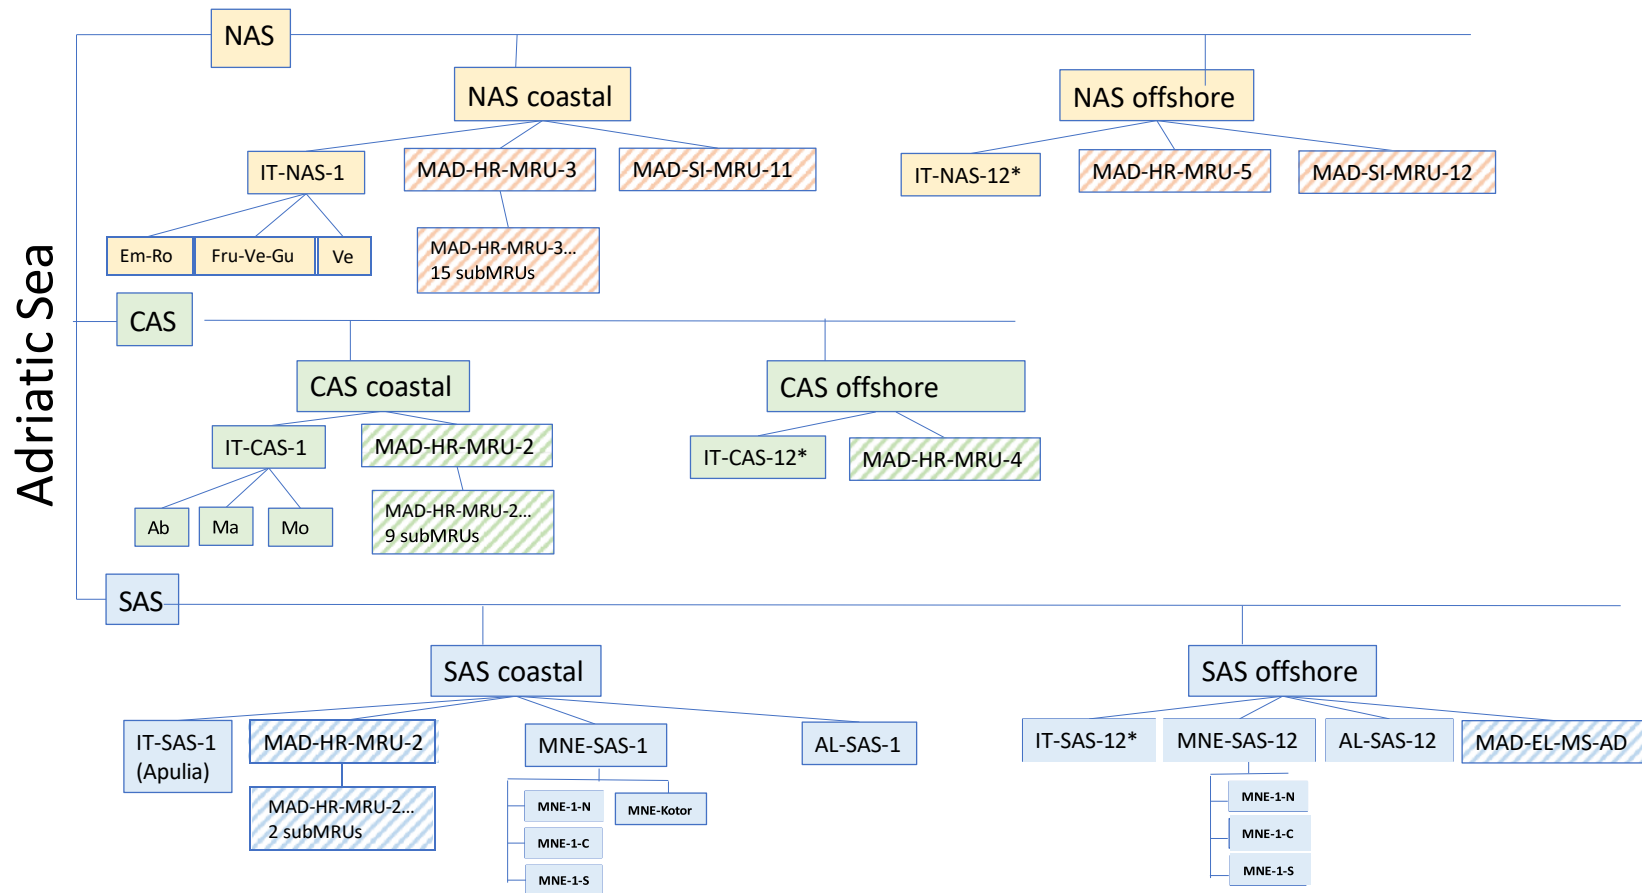 Adriatic Sea
NAS
NAS coastal
NAS offshore
IT-NAS-1
MAD-HR-MRU-3
MAD-SI-MRU-11
IT-NAS-12*
MAD-HR-MRU-5
MAD-SI-MRU-12
Em-Ro
Fru-Ve-Gu
Ve
MAD-HR-MRU-3...
15 subMRUs
CAS
CAS coastal
CAS offshore
IT-CAS-1
MAD-HR-MRU-2
IT-CAS-12*
MAD-HR-MRU-4
Ab
Ma
Mo
MAD-HR-MRU-2...
9 subMRUs
SAS
SAS coastal
SAS offshore
IT-SAS-1
(Apulia)
MAD-HR-MRU-2
MNE-SAS-1
AL-SAS-1
IT-SAS-12*
MNE-SAS-12
AL-SAS-12
MAD-EL-MS-AD
MAD-HR-MRU-2...
2 subMRUs
MNE-1-N
MNE-Kotor
MNE-1-C
MNE-1-S
MNE-1-N
MNE-1-C
MNE-1-S